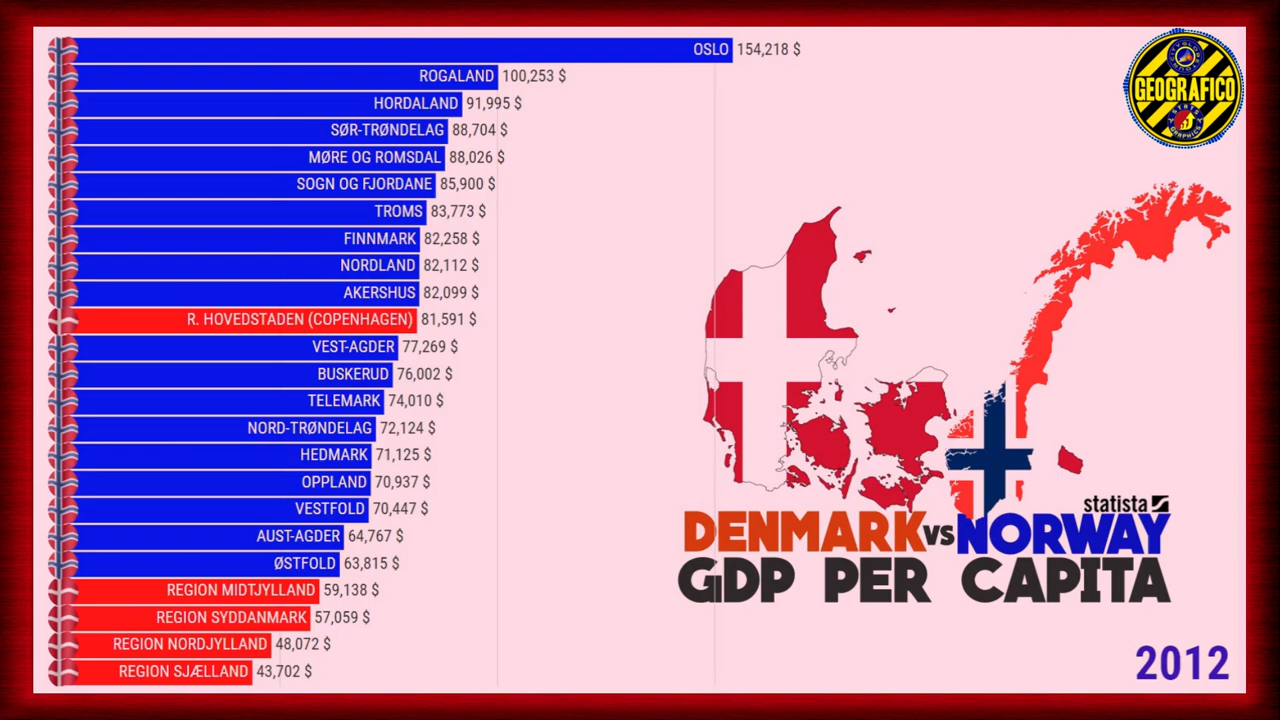 OSLO 154,218 $
ROGALAND 100,253 $
HORDALAND 91,995 $
SØR-TRØNDELAG 88,704 $
MØRE OG ROMSDAL 88,026 $
SOGN OG FJORDANE 85,900 $
TROMS 83,773 $
FINNMARK 82,258 $
NORDLAND 82,112 $
AKERSHUS 82,099 $
R. HOVEDSTADEN (COPENHAGEN) 81,591 $
VEST-AGDER 77,269 $
BUSKERUD 76,002 $
TELEMARK 74,010 $
NORD-TRØNDELAG 72,124 $
HEDMARK 71,125 $
OPPLAND 70,937 $
VESTFOLD 70,447 $
AUST-AGDER 64,767 $
ØSTFOLD 63,815 $
REGION MIDTJYLLAND 59,138 $
REGION SYDDANMARK 57,059 $
REGION NORDJYLLAND 48,072 $
REGION SJÆLLAND 43,702 $
GEOGRAFICO
STATS
GRAPHICS
statista
DENMARK VS NORWAY
GDP PER CAPITA
2012